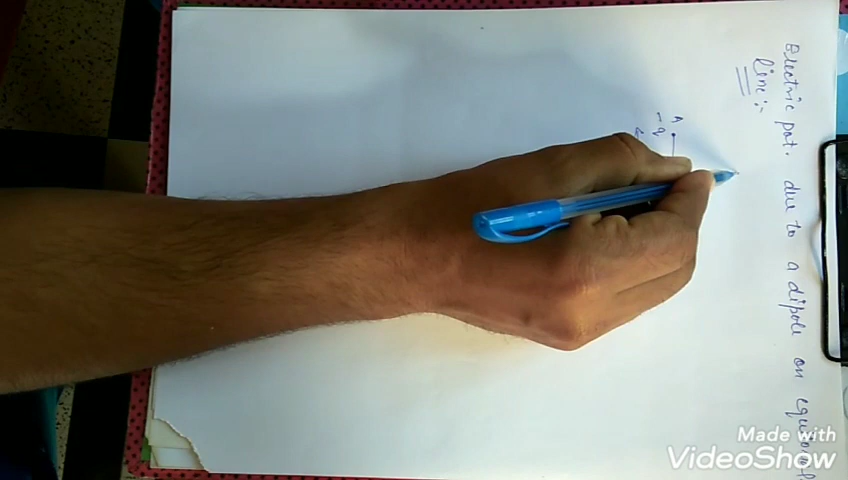 Electric pot. due to a dipole on
line :-
A
-q
Made with
VideoShow